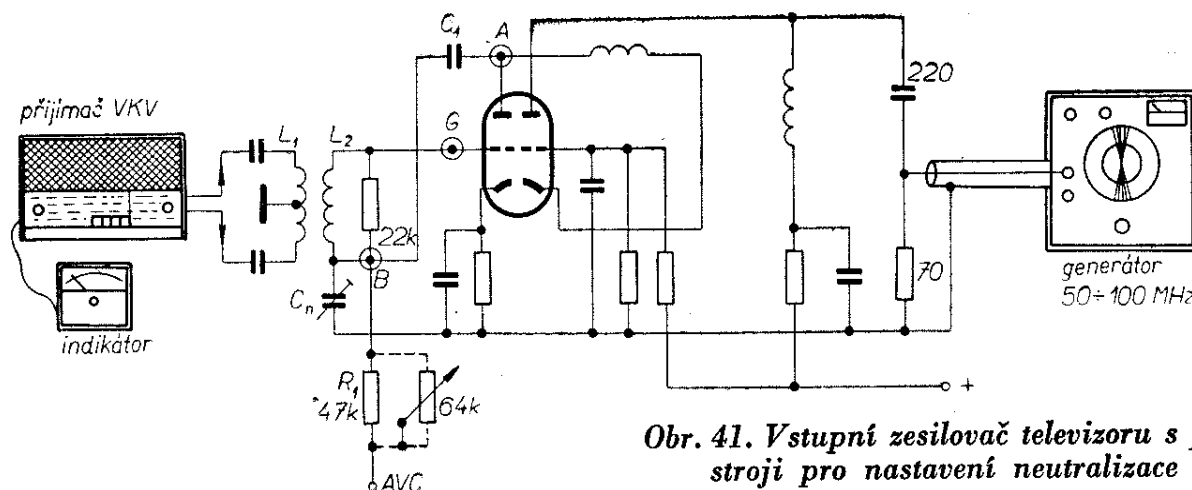 C₁
A
220
přijímač VKV
L₁
L₂
G
22k
B
Cₙ
70
generátor
50÷100 MHz
indikátor
R₁
47k
64k
+
AVC
Obr. 41. Vstupní zesilovač televizoru s
stroji pro nastavení neutralizace